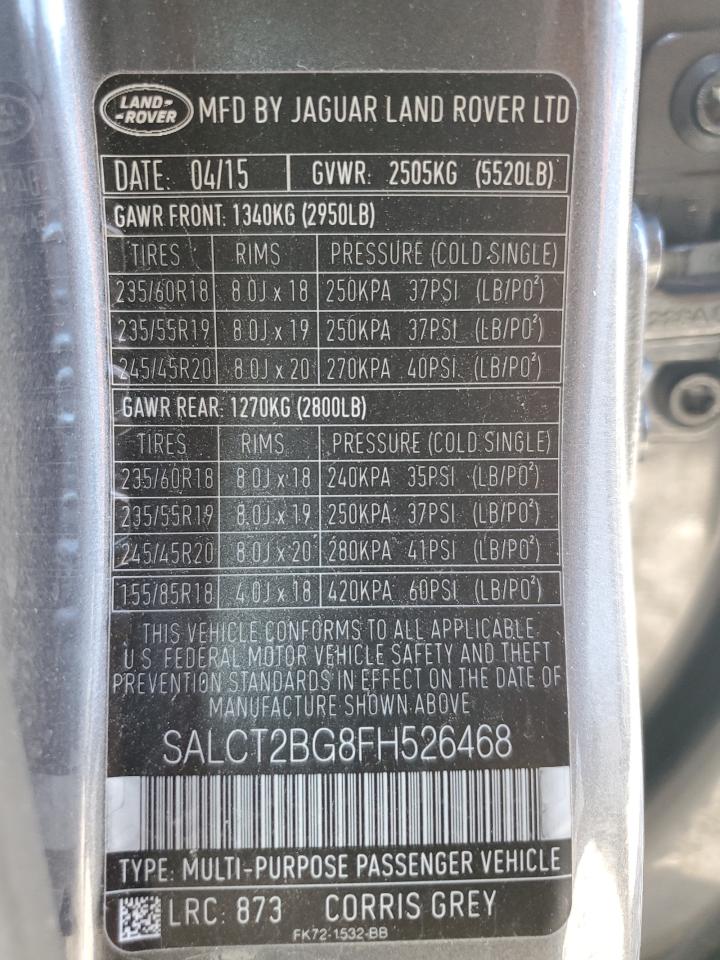 LAND-
-ROVER
MFD BY JAGUAR LAND ROVER LTD
DATE: 04/15 GVWR: 2505KG (5520LB)
GAWR FRONT: 1340KG (2950LB)
TIRES RIMS PRESSURE (COLD-SINGLE)
235/60R18 8.0J x 18 250KPA 37PSI (LB/PO²)
235/55R19 8.0J x 19 250KPA 37PSI (LB/PO²)
245/45R20 8.0J x 20 270KPA 40PSI (LB/PO²)
GAWR REAR: 1270KG (2800LB)
TIRES RIMS PRESSURE (COLD SINGLE)
235/60R18 8.0J x 18 240KPA 35PSI (LB/PO²)
235/55R19 8.0J x 19 250KPA 37PSI (LB/PO²)
245/45R20 8.0J x 20 280KPA 41PSI (LB/PO²)
155/85R18 4.0J x 18 420KPA 60PSI (LB/PO²)
THIS VEHICLE CONFORMS TO ALL APPLICABLE
U.S. FEDERAL MOTOR VEHICLE SAFETY AND THEFT
PREVENTION STANDARDS IN EFFECT ON THE DATE OF
MANUFACTURE SHOWN ABOVE
SALCT2BG8FH526468
TYPE: MULTI-PURPOSE PASSENGER VEHICLE
LRC: 873 CORRIS GREY
FK72-1532-BB